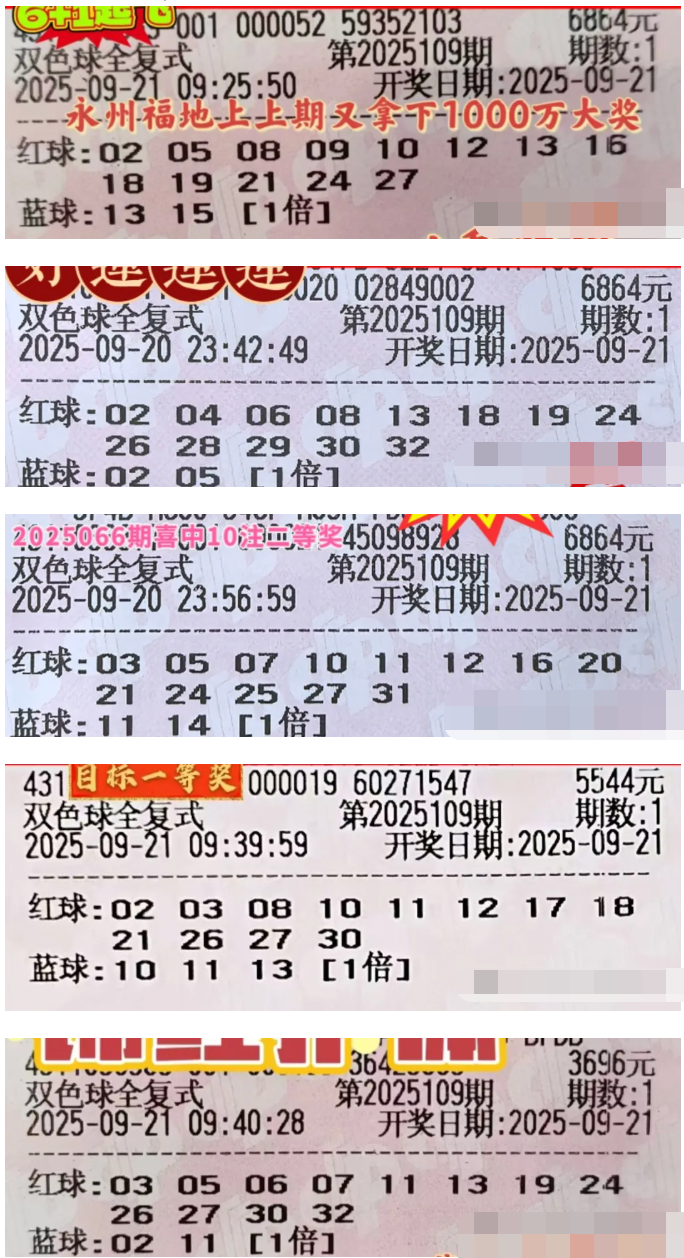 6+1起飞
001 000052 59352103 6864元
双色球全复式 第2025109期 期数:1
2025-09-21 09:25:50 开奖日期:2025-09-21
永州福地上上期又拿下1000万大奖
红球:02 05 08 09 10 12 13 16
18 19 21 24 27
蓝球:13 15 [1倍]
好运连连
020 02849002 6864元
双色球全复式 第2025109期 期数:1
2025-09-20 23:42:49 开奖日期:2025-09-21
红球:02 04 06 08 13 18 19 24
26 28 29 30 32
蓝球:02 05 [1倍]
2025066期喜中10注二等奖 45098928 6864元
双色球全复式 第2025109期 期数:1
2025-09-20 23:56:59 开奖日期:2025-09-21
红球:03 05 07 10 11 12 16 20
21 24 25 27 31
蓝球:11 14 [1倍]
431 目标一等奖 000019 60271547 5544元
双色球全复式 第2025109期 期数:1
2025-09-21 09:39:59 开奖日期:2025-09-21
红球:02 03 08 10 11 12 17 18
21 26 27 30
蓝球:10 11 13 [1倍]
3696元
双色球全复式 第2025109期 期数:1
2025-09-21 09:40:28 开奖日期:2025-09-21
红球:03 05 06 07 11 13 19 24
26 27 30 32
蓝球:02 11 [1倍]